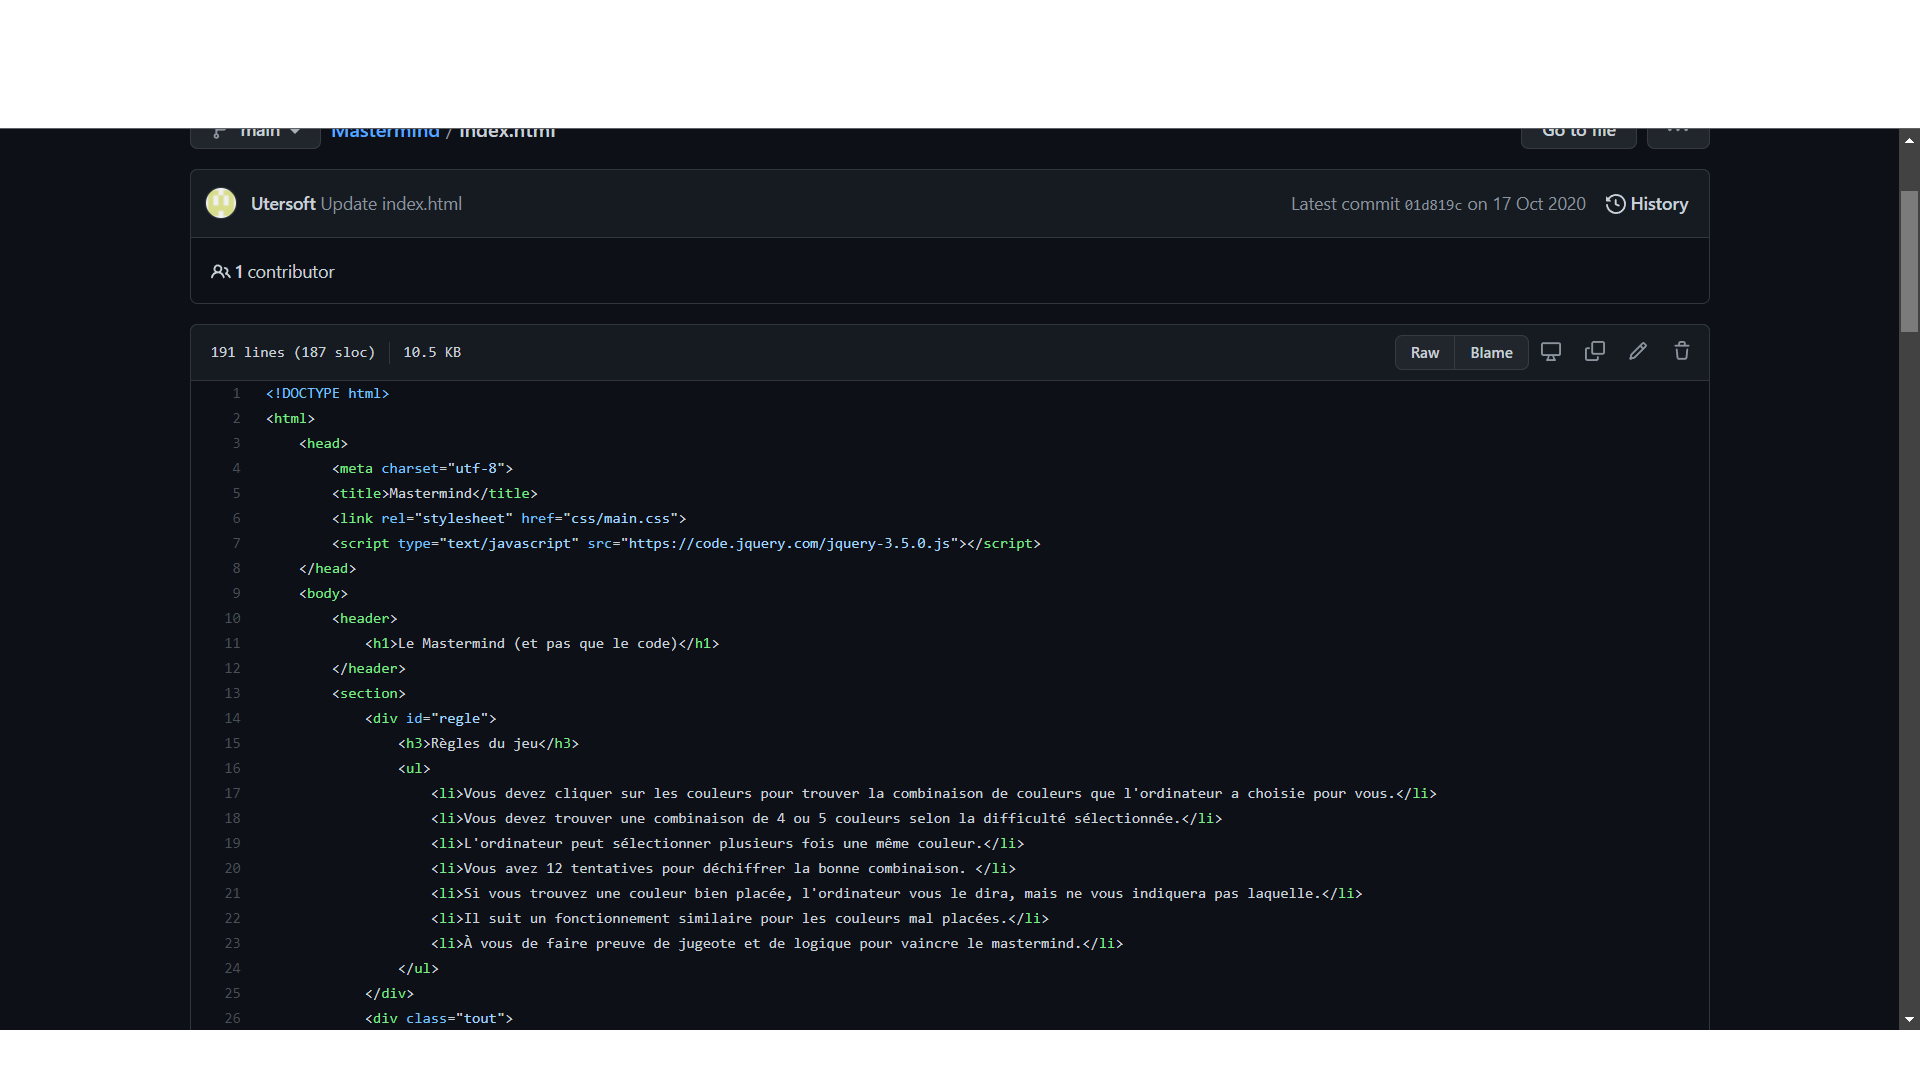 main Mastermind / index.html Go to file ...
Utersoft Update index.html Latest commit 01d819c on 17 Oct 2020 History
1 contributor
191 lines (187 sloc) 10.5 KB Raw Blame
1 <!DOCTYPE html>
2 <html>
3 <head>
4 <meta charset="utf-8">
5 <title>Mastermind</title>
6 <link rel="stylesheet" href="css/main.css">
7 <script type="text/javascript" src="https://code.jquery.com/jquery-3.5.0.js"></script>
8 </head>
9 <body>
10 <header>
11 <h1>Le Mastermind (et pas que le code)</h1>
12 </header>
13 <section>
14 <div id="regle">
15 <h3>Règles du jeu</h3>
16 <ul>
17 <li>Vous devez cliquer sur les couleurs pour trouver la combinaison de couleurs que l'ordinateur a choisie pour vous.</li>
18 <li>Vous devez trouver une combinaison de 4 ou 5 couleurs selon la difficulté sélectionnée.</li>
19 <li>L'ordinateur peut sélectionner plusieurs fois une même couleur.</li>
20 <li>Vous avez 12 tentatives pour déchiffrer la bonne combinaison. </li>
21 <li>Si vous trouvez une couleur bien placée, l'ordinateur vous le dira, mais ne vous indiquera pas laquelle.</li>
22 <li>Il suit un fonctionnement similaire pour les couleurs mal placées.</li>
23 <li>À vous de faire preuve de jugeote et de logique pour vaincre le mastermind.</li>
24 </ul>
25 </div>
26 <div class="tout">